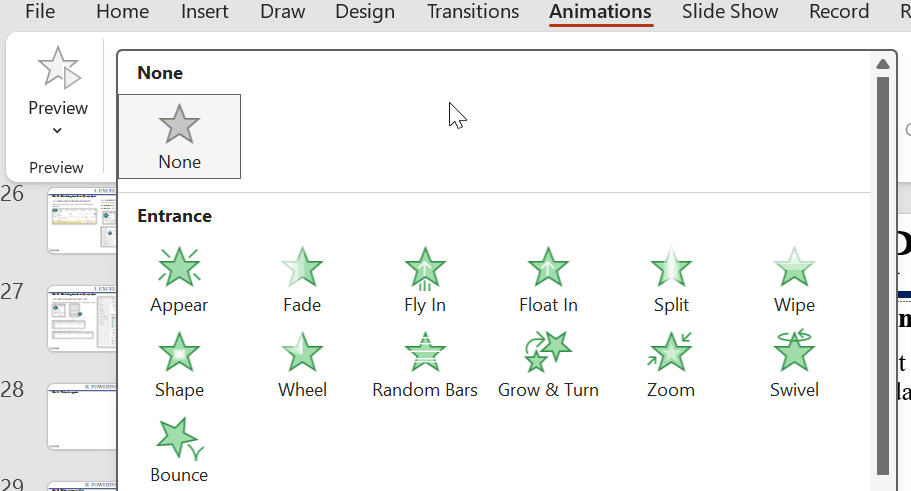 File Home Insert Draw Design Transitions Animations Slide Show Record R
None
Preview
None
Preview
26
I. EXCEL
Entrance
27
Appear Fade Fly In Float In Split Wipe
28
Shape Wheel Random Bars Grow & Turn Zoom Swivel
29
Bounce